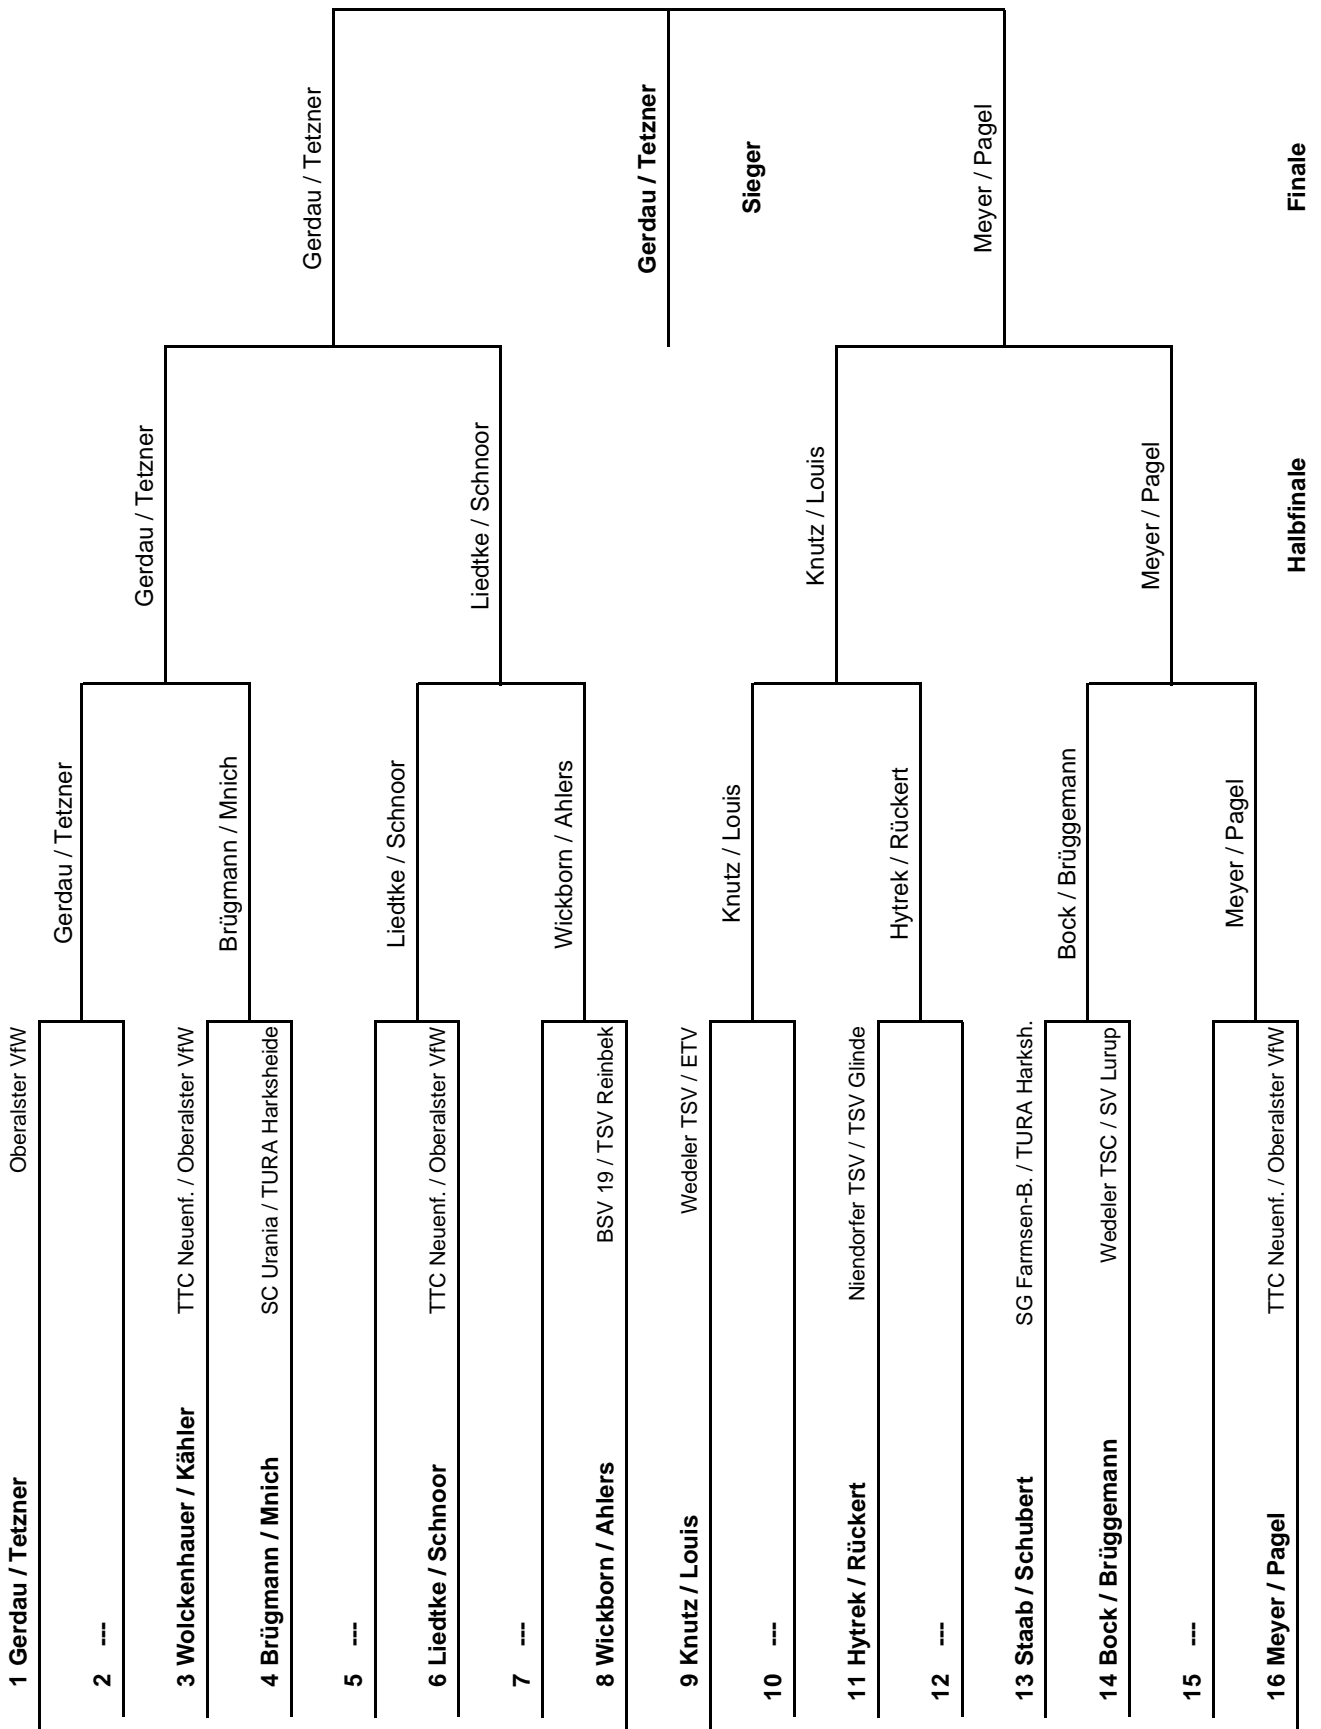 1 Gerdau / Tetzner Oberalster VfW
2 ---
3 Wolckenhauer / Kähler TTC Neuenf. / Oberalster VfW
4 Brügmann / Mnich SC Urania / TURA Harksheide
5 ---
6 Liedtke / Schnoor TTC Neuenf. / Oberalster VfW
7 ---
8 Wickborn / Ahlers BSV 19 / TSV Reinbek
9 Knutz / Louis Wedeler TSV / ETV
10 ---
11 Hytrek / Rückert Niendorfer TSV / TSV Glinde
12 ---
13 Staab / Schubert SG Farmsen-B. / TURA Harksh.
14 Bock / Brüggemann Wedeler TSC / SV Lurup
15 ---
16 Meyer / Pagel TTC Neuenf. / Oberalster VfW
Gerdau / Tetzner
Brügmann / Mnich
Liedtke / Schnoor
Wickborn / Ahlers
Knutz / Louis
Hytrek / Rückert
Bock / Brüggemann
Meyer / Pagel
Gerdau / Tetzner
Liedtke / Schnoor
Knutz / Louis
Meyer / Pagel
Halbfinale
Gerdau / Tetzner
Gerdau / Tetzner
Sieger
Meyer / Pagel
Finale